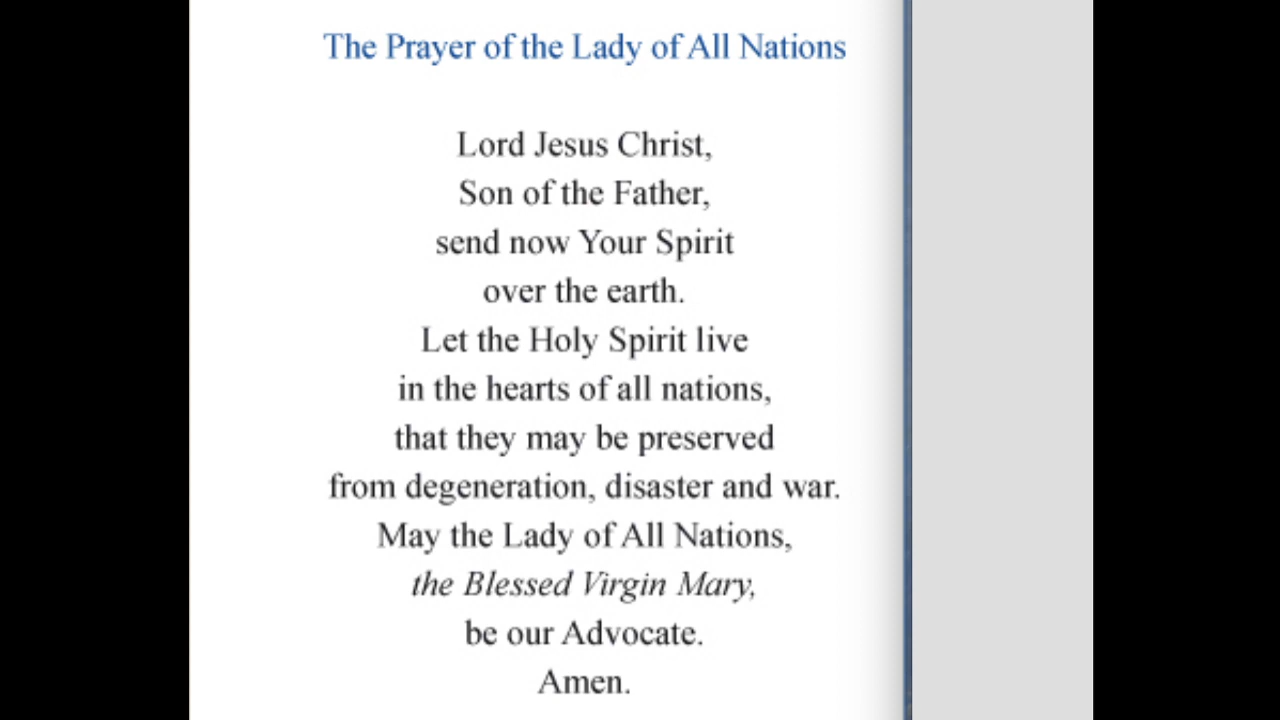 The Prayer of the Lady of All Nations
Lord Jesus Christ,
Son of the Father,
send now Your Spirit
over the earth.
Let the Holy Spirit live
in the hearts of all nations,
that they may be preserved
from degeneration, disaster and war.
May the Lady of All Nations,
the Blessed Virgin Mary,
be our Advocate.
Amen.